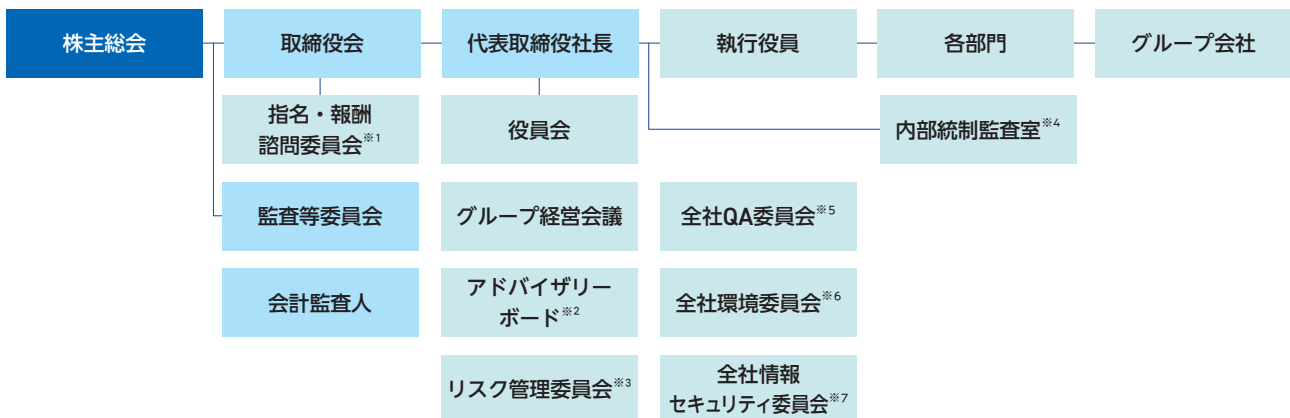 株主総会
取締役会
代表取締役社長
執行役員
各部門
グループ会社
指名・報酬
諮問委員会※1
役員会
内部統制監査室※4
監査等委員会
グループ経営会議
全社QA委員会※5
会計監査人
アドバイザリー
ボード※2
全社環境委員会※6
リスク管理委員会※3
全社情報
セキュリティ委員会※7